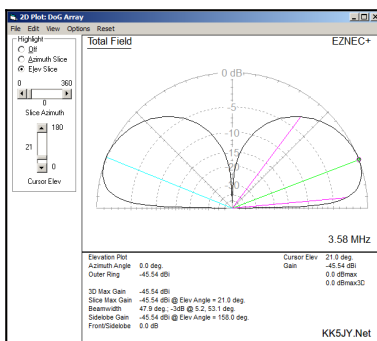 2D Plot: DoG Array
File Edit View Options Reset
Highlight
Off
Azimuth Slice
Elev Slice
0 360
0
Slice Azimuth
180
21
0
Cursor Elev
Total Field
EZNEC+
0 dB
-5
-10
-15
-20
3.58 MHz
Elevation Plot
Azimuth Angle 0.0 deg.
Outer Ring -45.54 dBi
3D Max Gain -45.54 dBi
Slice Max Gain -45.54 dBi @ Elev Angle = 21.0 deg.
Beamwidth 47.9 deg.; -3dB @ 5.2, 53.1 deg.
Sidelobe Gain -45.54 dBi @ Elev Angle = 158.0 deg.
Front/Sidelobe 0.0 dB
Cursor Elev 21.0 deg.
Gain -45.54 dBi
0.0 dBmax
0.0 dBmax3D
KK5JY.Net